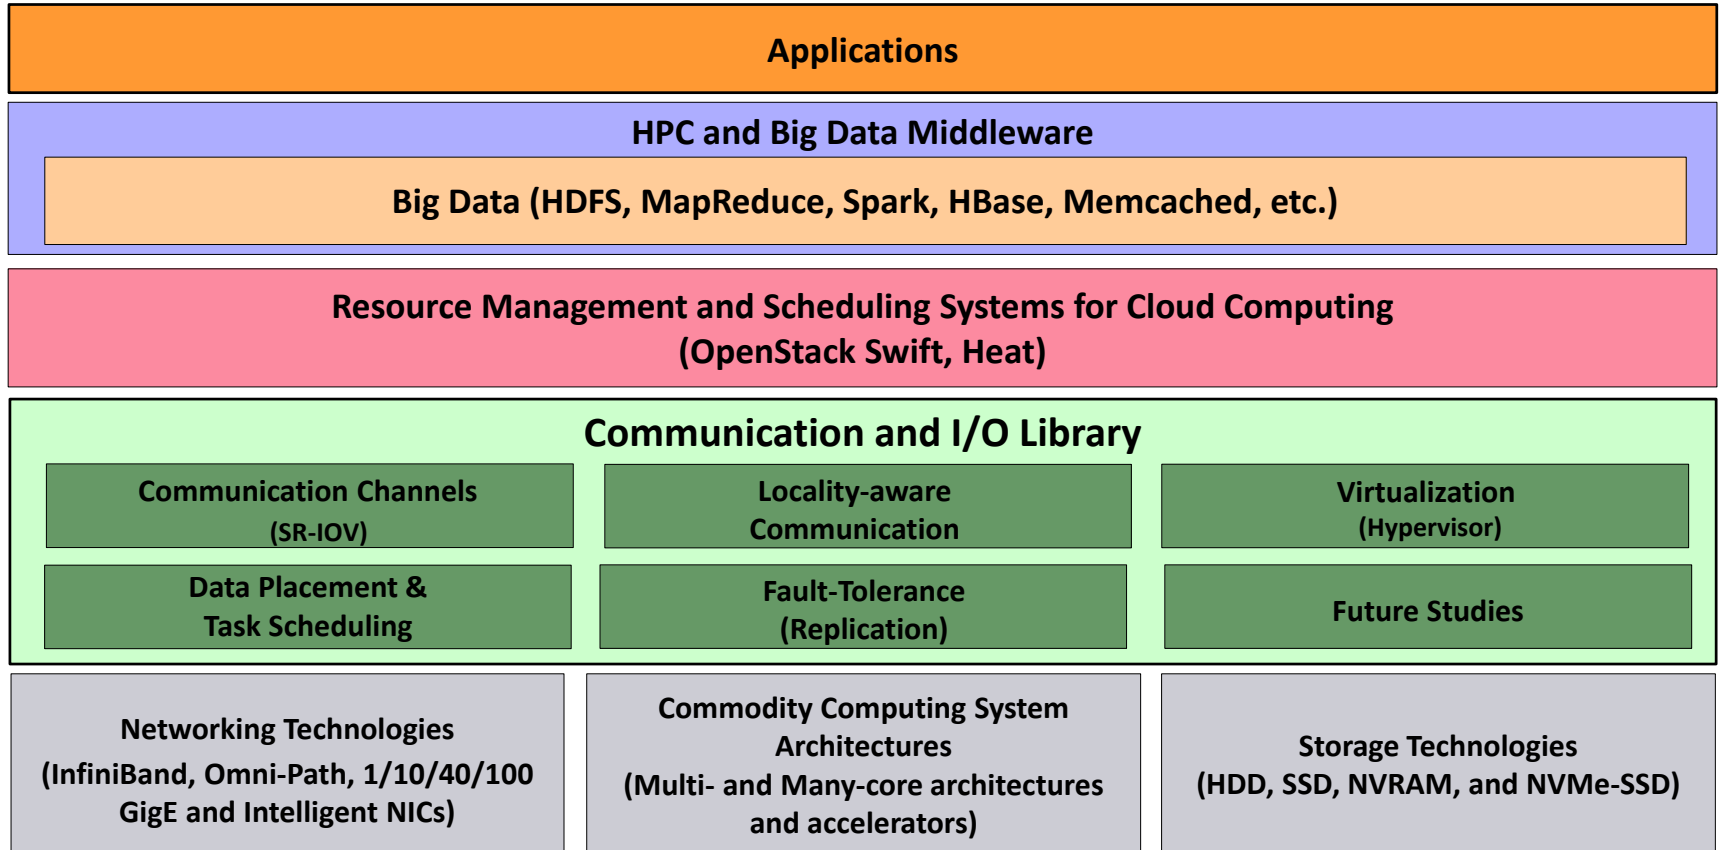 Applications
HPC and Big Data Middleware
Big Data (HDFS, MapReduce, Spark, HBase, Memcached, etc.)
Resource Management and Scheduling Systems for Cloud Computing
(OpenStack Swift, Heat)
Communication and I/O Library
Communication Channels
(SR-IOV)
Locality-aware
Communication
Virtualization
(Hypervisor)
Data Placement &
Task Scheduling
Fault-Tolerance
(Replication)
Future Studies
Networking Technologies
(InfiniBand, Omni-Path, 1/10/40/100
GigE and Intelligent NICs)
Commodity Computing System
Architectures
(Multi- and Many-core architectures
and accelerators)
Storage Technologies
(HDD, SSD, NVRAM, and NVMe-SSD)